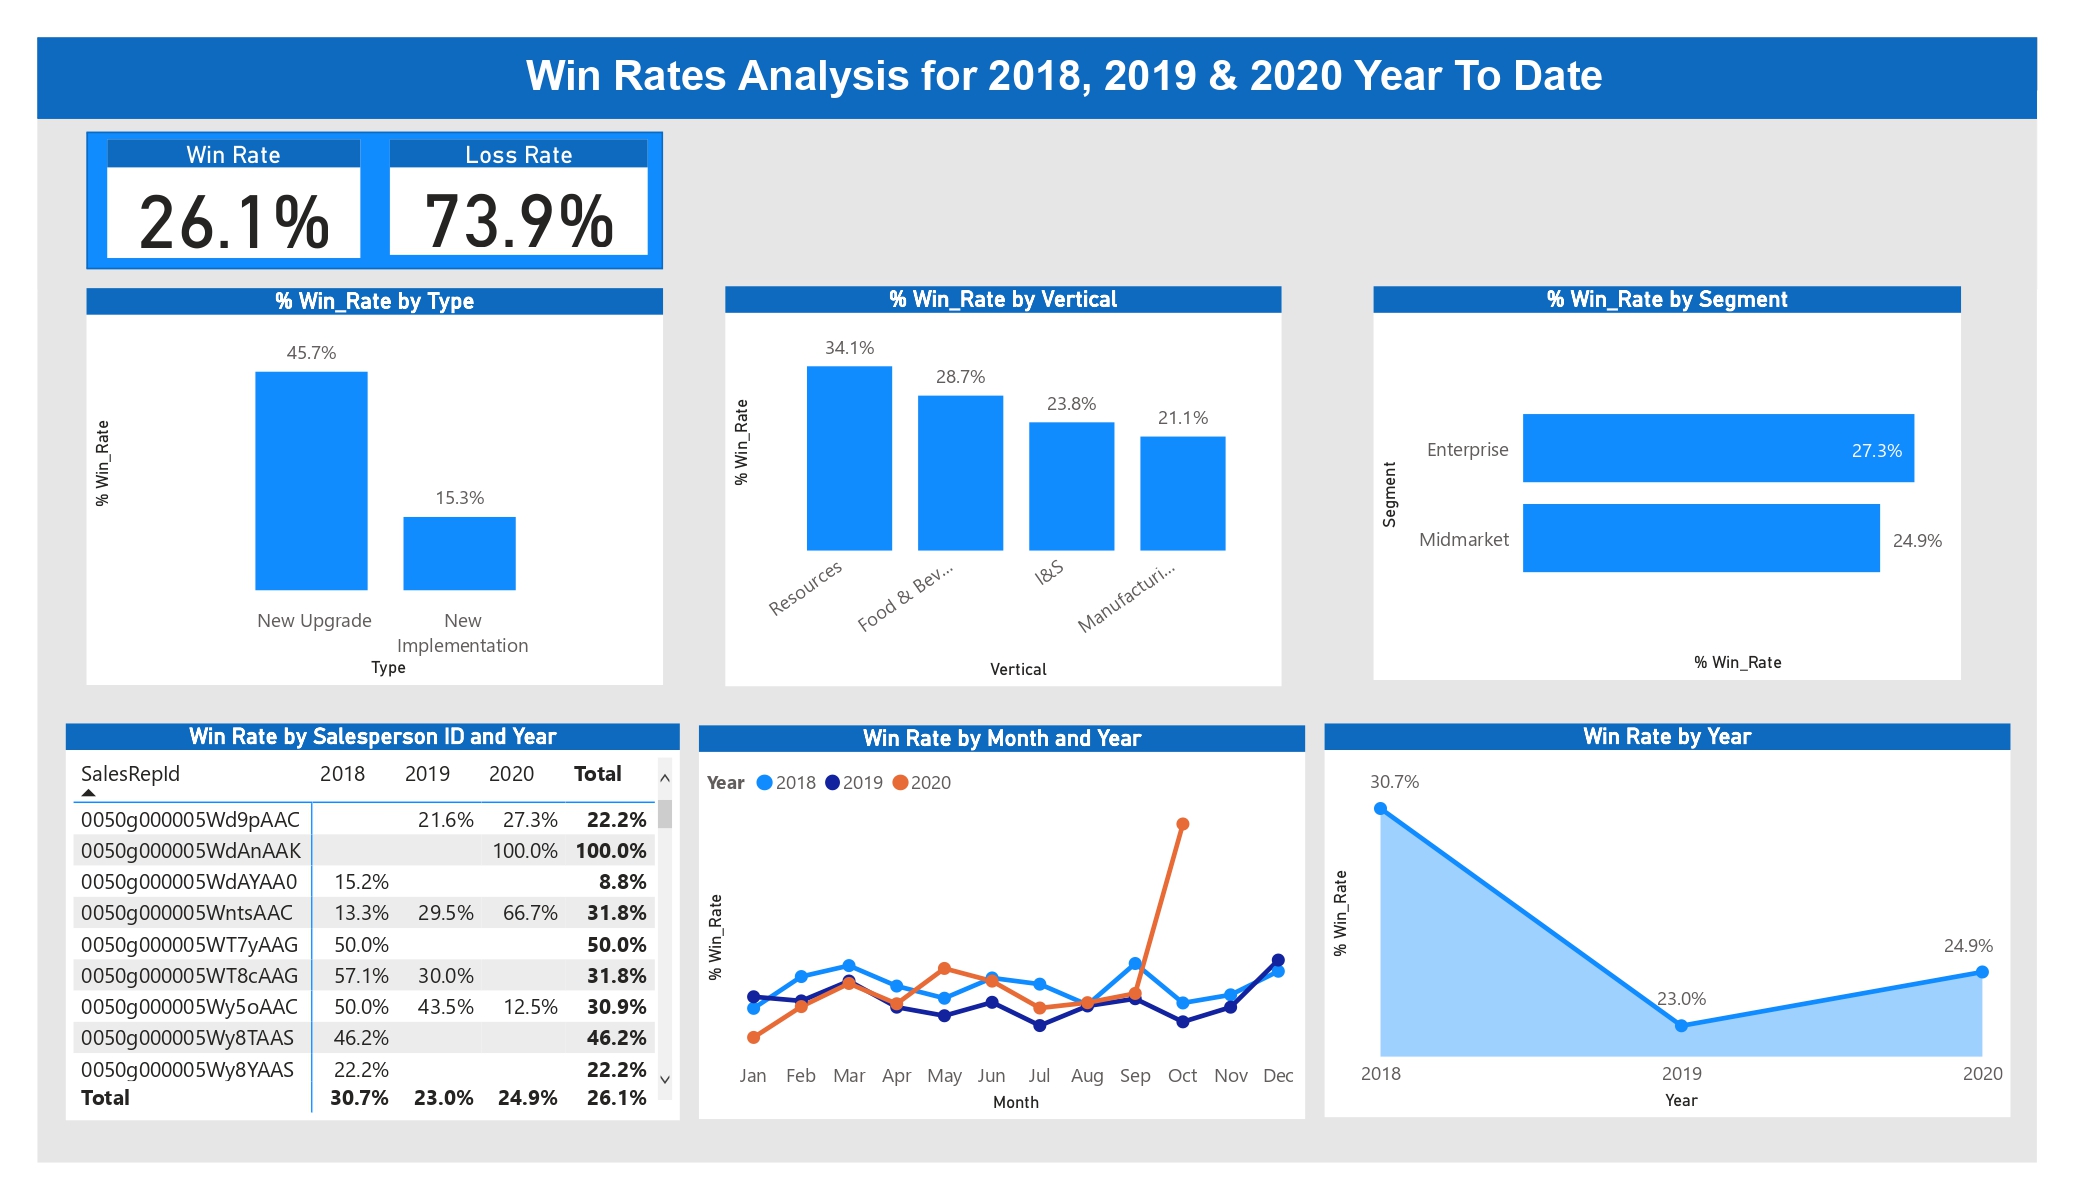 Win Rates Analysis for 2018, 2019 & 2020 Year To Date
Win Rate
26.1%
Loss Rate
73.9%
% Win_Rate by Type
% Win_Rate
45.7%
15.3%
New Upgrade
New
Implementation
Type
% Win_Rate by Vertical
% Win_Rate
34.1%
28.7%
23.8%
21.1%
Resources
Food & Bev...
I&S
Manufacturi...
Vertical
% Win_Rate by Segment
Segment
Enterprise 27.3%
Midmarket 24.9%
% Win_Rate
Win Rate by Salesperson ID and Year
SalesRepId 2018 2019 2020 Total
0050g000005Wd9pAAC 21.6% 27.3% 22.2%
0050g000005WdAnAAK 100.0% 100.0%
0050g000005WdAYAA0 15.2% 8.8%
0050g000005WntsAAC 13.3% 29.5% 66.7% 31.8%
0050g000005WT7yAAG 50.0% 50.0%
0050g000005WT8cAAG 57.1% 30.0% 31.8%
0050g000005Wy5oAAC 50.0% 43.5% 12.5% 30.9%
0050g000005Wy8TAAS 46.2% 46.2%
0050g000005Wy8YAAS 22.2% 22.2%
Total 30.7% 23.0% 24.9% 26.1%
Win Rate by Month and Year
Year 2018 2019 2020
% Win_Rate
Jan Feb Mar Apr May Jun Jul Aug Sep Oct Nov Dec
Month
Win Rate by Year
% Win_Rate
30.7%
23.0%
24.9%
2018 2019 2020
Year